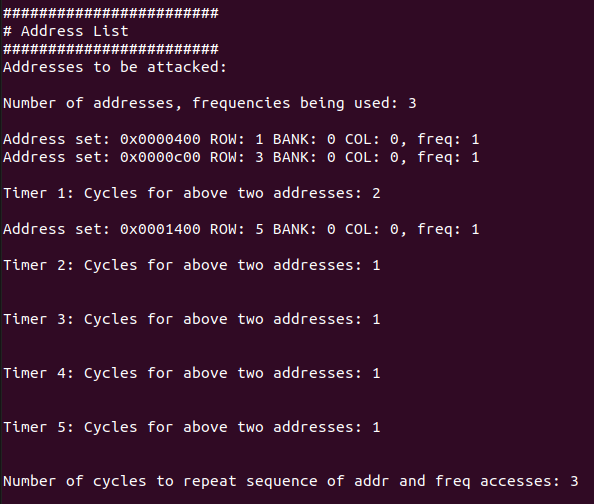 ########################
# Address List
########################
Addresses to be attacked:
Number of addresses, frequencies being used: 3
Address set: 0x0000400 ROW: 1 BANK: 0 COL: 0, freq: 1
Address set: 0x0000c00 ROW: 3 BANK: 0 COL: 0, freq: 1
Timer 1: Cycles for above two addresses: 2
Address set: 0x0001400 ROW: 5 BANK: 0 COL: 0, freq: 1
Timer 2: Cycles for above two addresses: 1
Timer 3: Cycles for above two addresses: 1
Timer 4: Cycles for above two addresses: 1
Timer 5: Cycles for above two addresses: 1
Number of cycles to repeat sequence of addr and freq accesses: 3